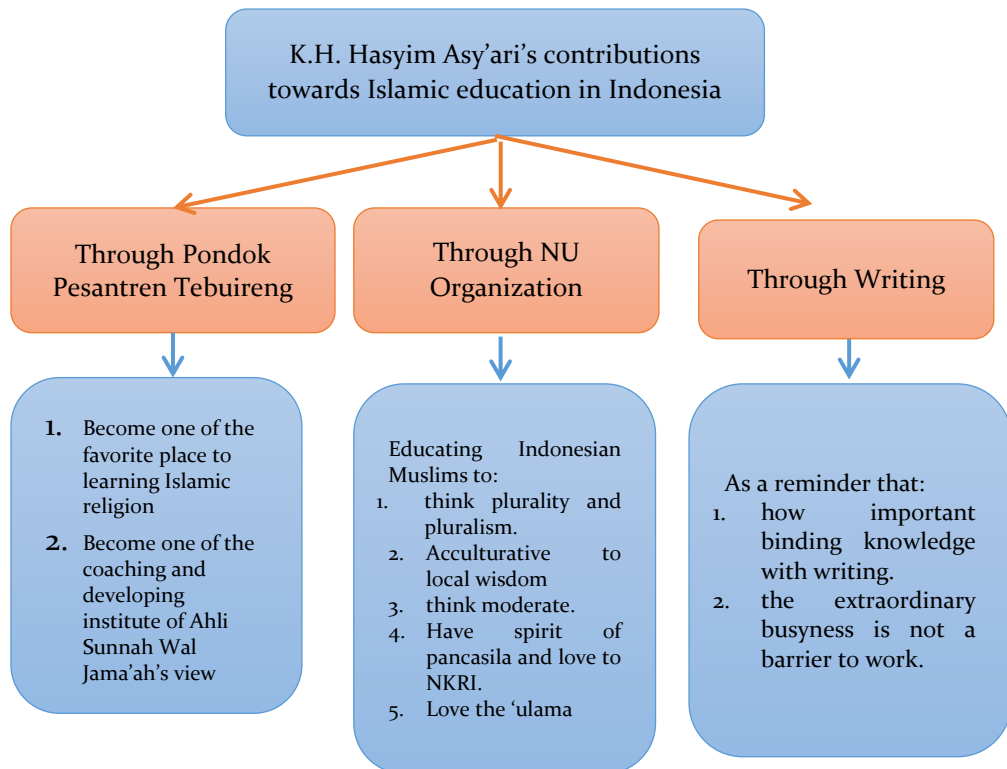 K.H. Hasyim Asy’ari’s contributions
towards Islamic education in Indonesia
Through Pondok
Pesantren Tebuireng
1. Become one of the
favorite place to
learning Islamic
religion
2. Become one of the
coaching and
developing
institute of Ahli
Sunnah Wal
Jama’ah’s view
Through NU
Organization
Educating Indonesian
Muslims to:
1. think plurality and
pluralism.
2. Acculturative to
local wisdom
3. think moderate.
4. Have spirit of
pancasila and love to
NKRI.
5. Love the ‘ulama
Through Writing
As a reminder that:
1. how important
binding knowledge
with writing.
2. the extraordinary
busyness is not a
barrier to work.